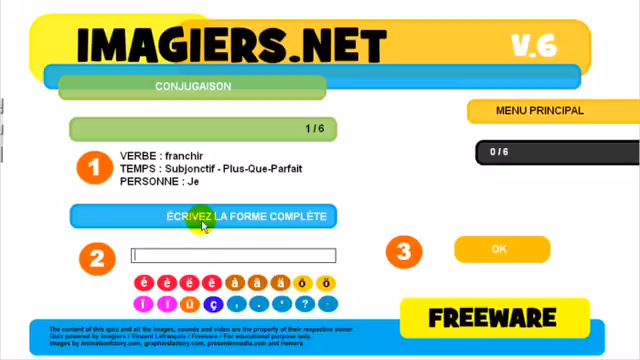 IMAGIERS.NET
V.6
CONJUGAISON
MENU PRINCIPAL
1 / 6
0 / 6
1
VERBE : franchir
TEMPS : Subjonctif - Plus-Que-Parfait
PERSONNE : Je
ÉCRIVEZ LA FORME COMPLÈTE
2
3
OK
FREEWARE
The content of this quiz and all the images, sounds and video are the property of their respective owner.
Quiz powered by Imagiers / Vincent Lefrançois / Freeware / For educational purpose only.
Images by Animationfactory.com, graphicsfactory.com, presentermedia.com and Hemera.